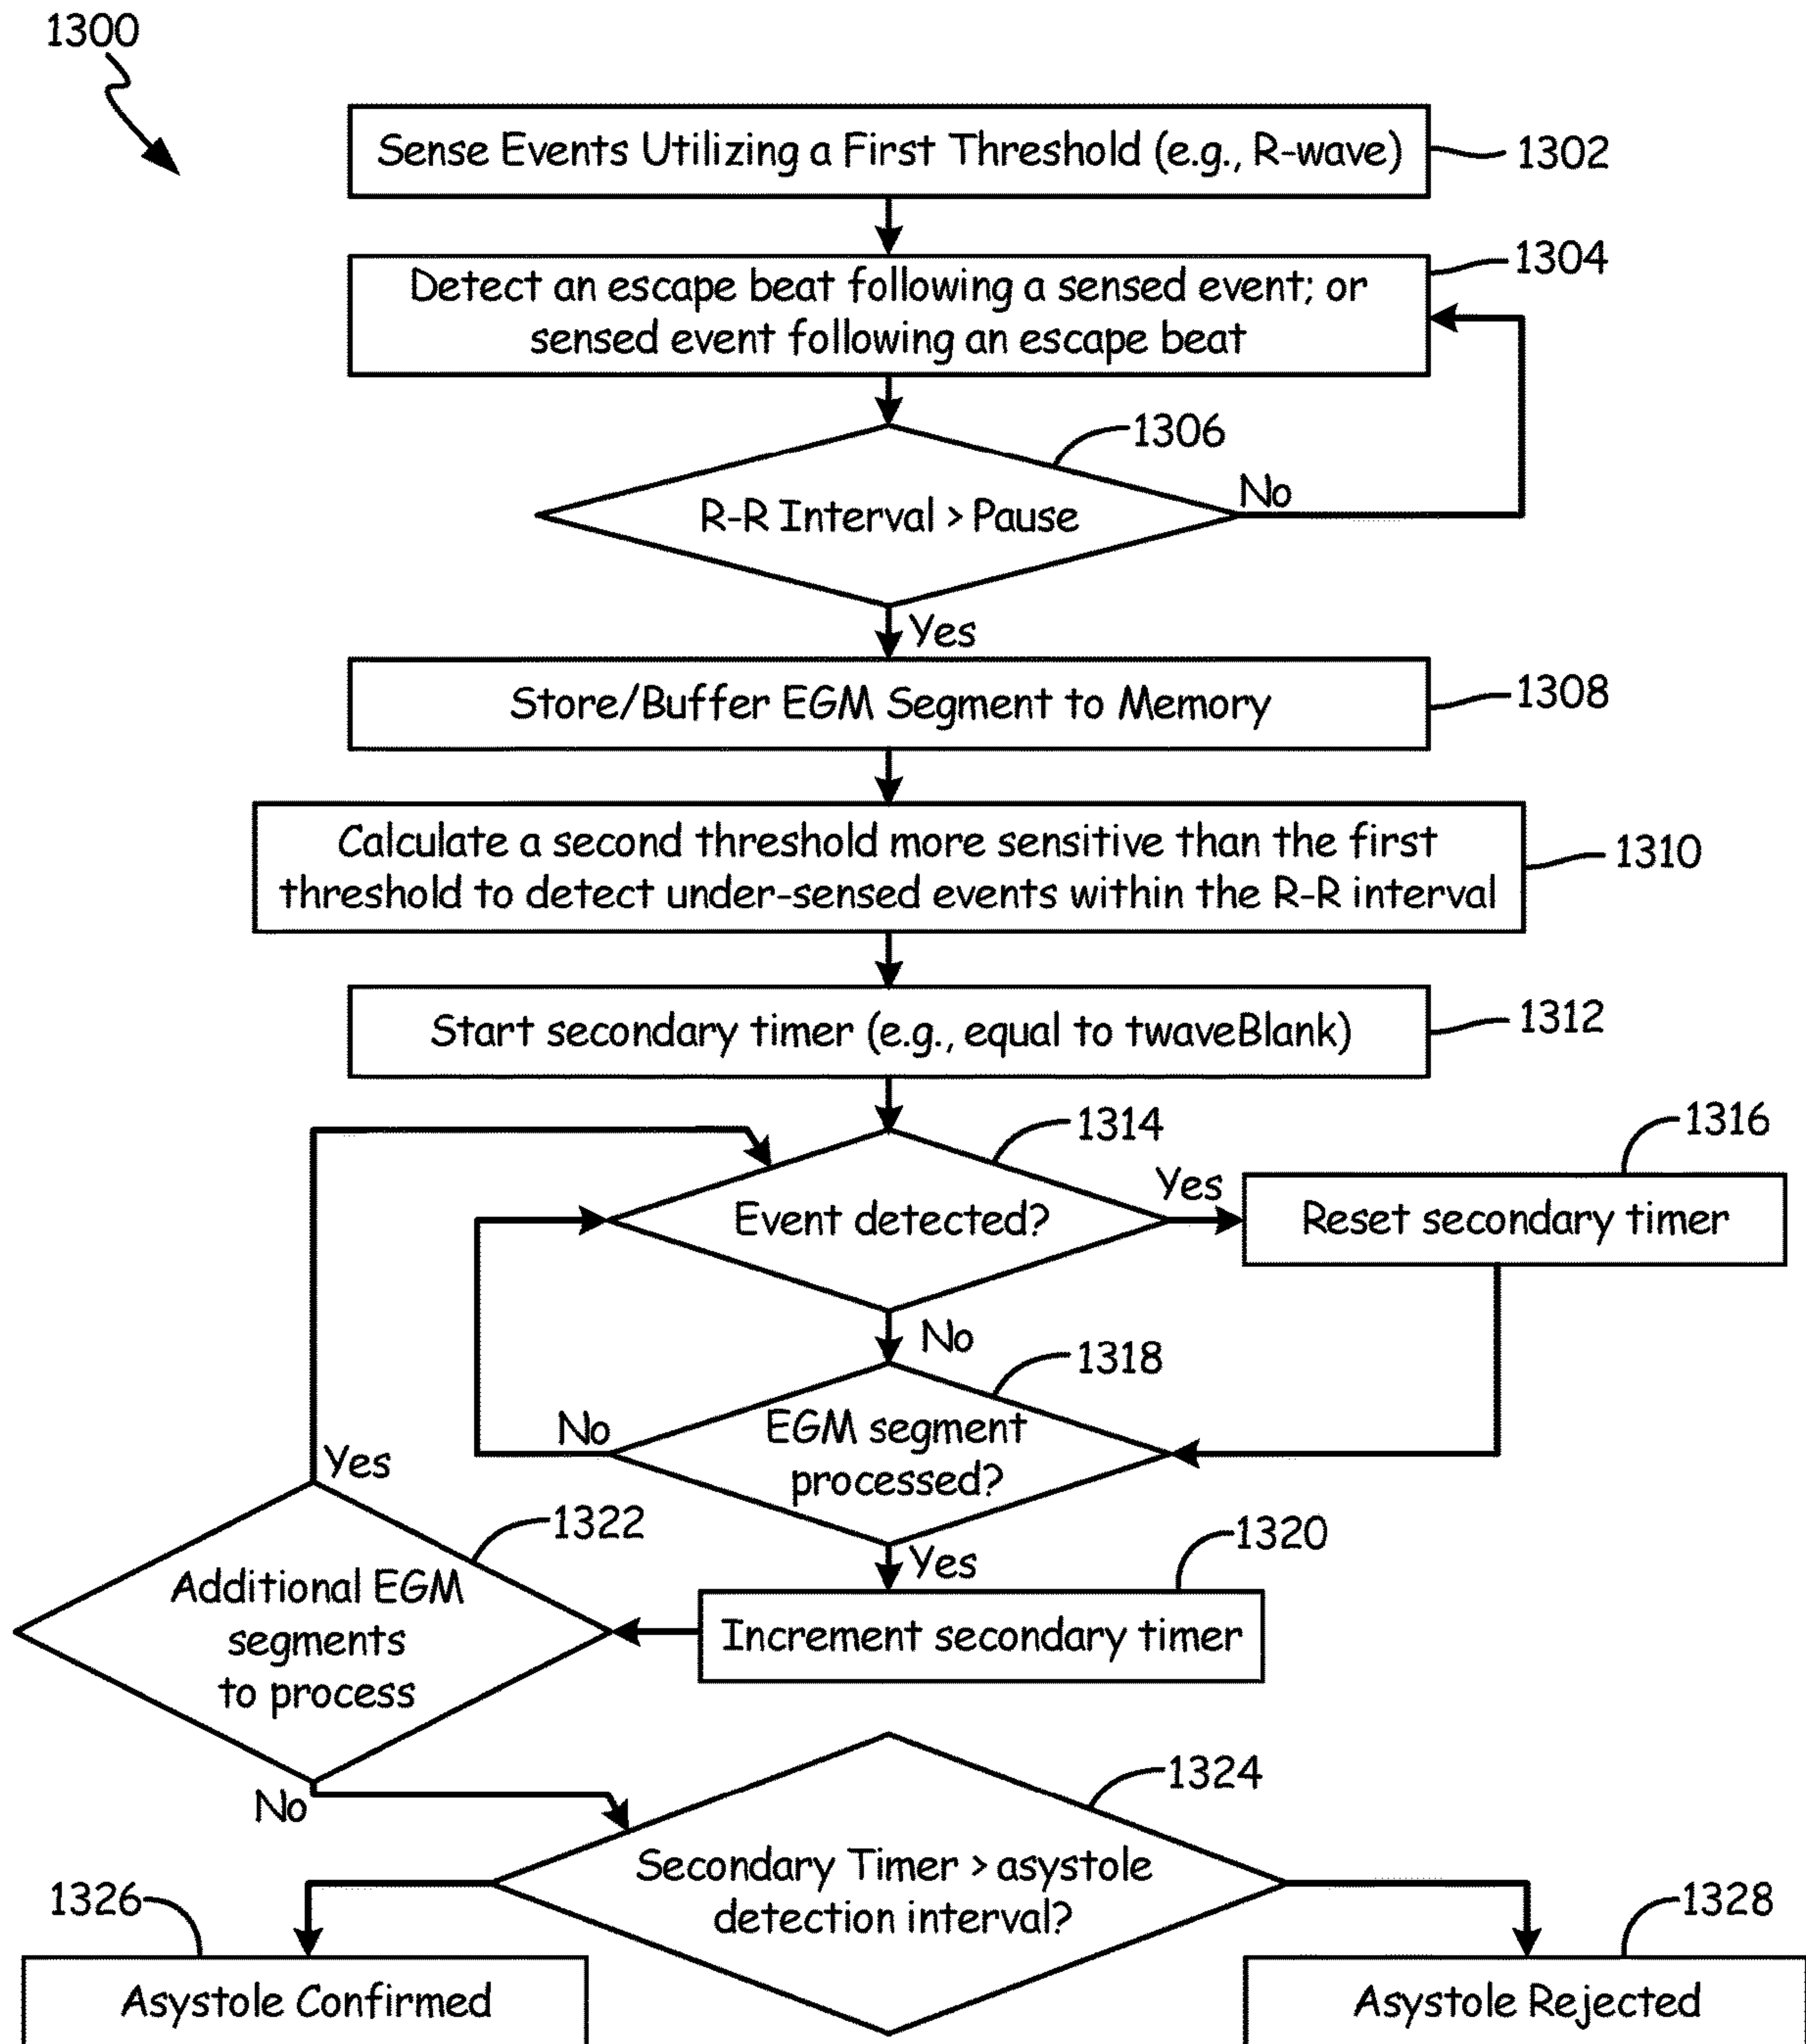 1300
Sense Events Utilizing a First Threshold (e.g., R-wave)
1302
Detect an escape beat following a sensed event; or
sensed event following an escape beat
1304
R-R Interval > Pause
1306
No
Yes
Store/Buffer EGM Segment to Memory
1308
Calculate a second threshold more sensitive than the first
threshold to detect under-sensed events within the R-R interval
1310
Start secondary timer (e.g., equal to twaveBlank)
1312
Event detected?
1314
Yes
Reset secondary timer
1316
No
EGM segment
processed?
1318
No
Yes
Increment secondary timer
1320
Yes
Additional EGM
segments
to process
1322
No
Secondary Timer > asystole
detection interval?
1324
1326
Asystole Confirmed
1328
Asystole Rejected